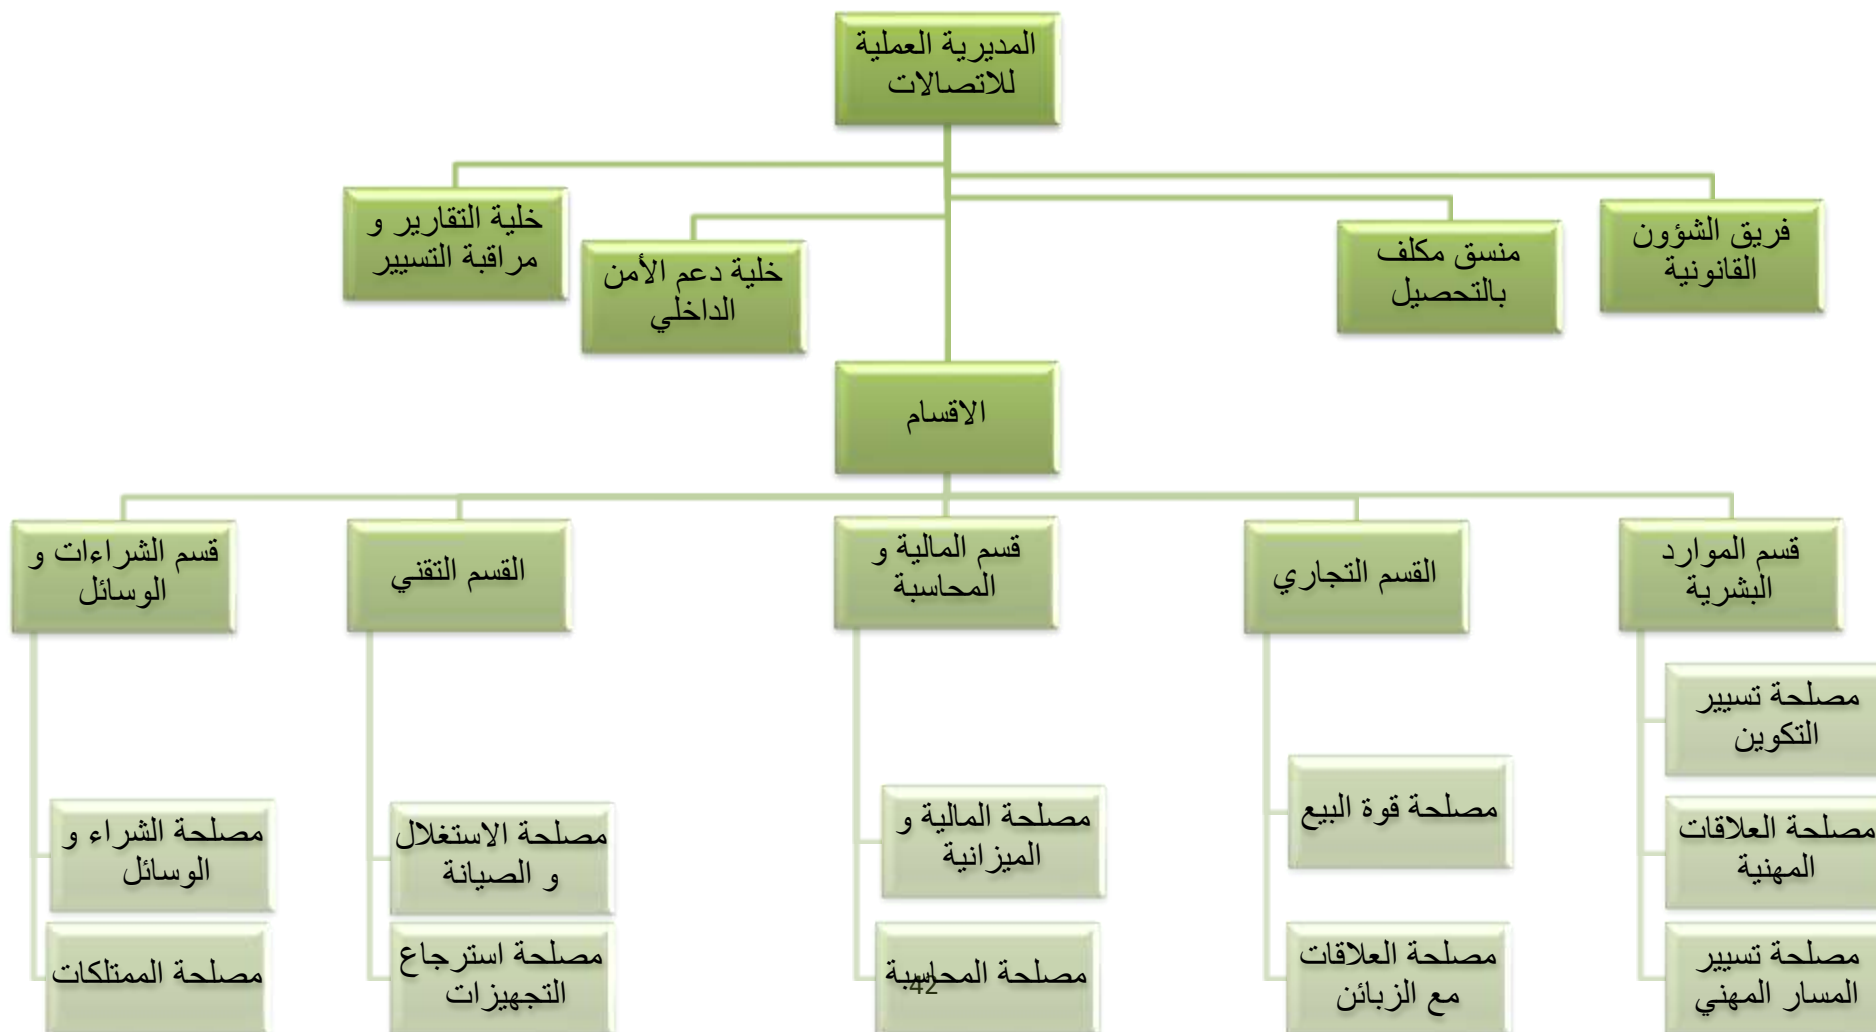 المديرية العملية
للاتصالات
فريق الشؤون
القانونية
منسق مكلف
بالتحصيل
خلية دعم الأمن
الداخلي
خلية التقارير و
مراقبة التسيير
الاقسام
قسم الموارد
البشرية
القسم التجاري
قسم المالية و
المحاسبة
القسم التقني
قسم الشراءات و
الوسائل
مصلحة تسيير
التكوين
مصلحة العلاقات
المهنية
مصلحة تسيير
المسار المهني
مصلحة قوة البيع
مصلحة العلاقات
مع الزبائن
مصلحة المالية و
الميزانية
مصلحة المحاسبة
مصلحة الاستغلال
و الصيانة
مصلحة استرجاع
التجهيزات
مصلحة الشراء و
الوسائل
مصلحة الممتلكات
42